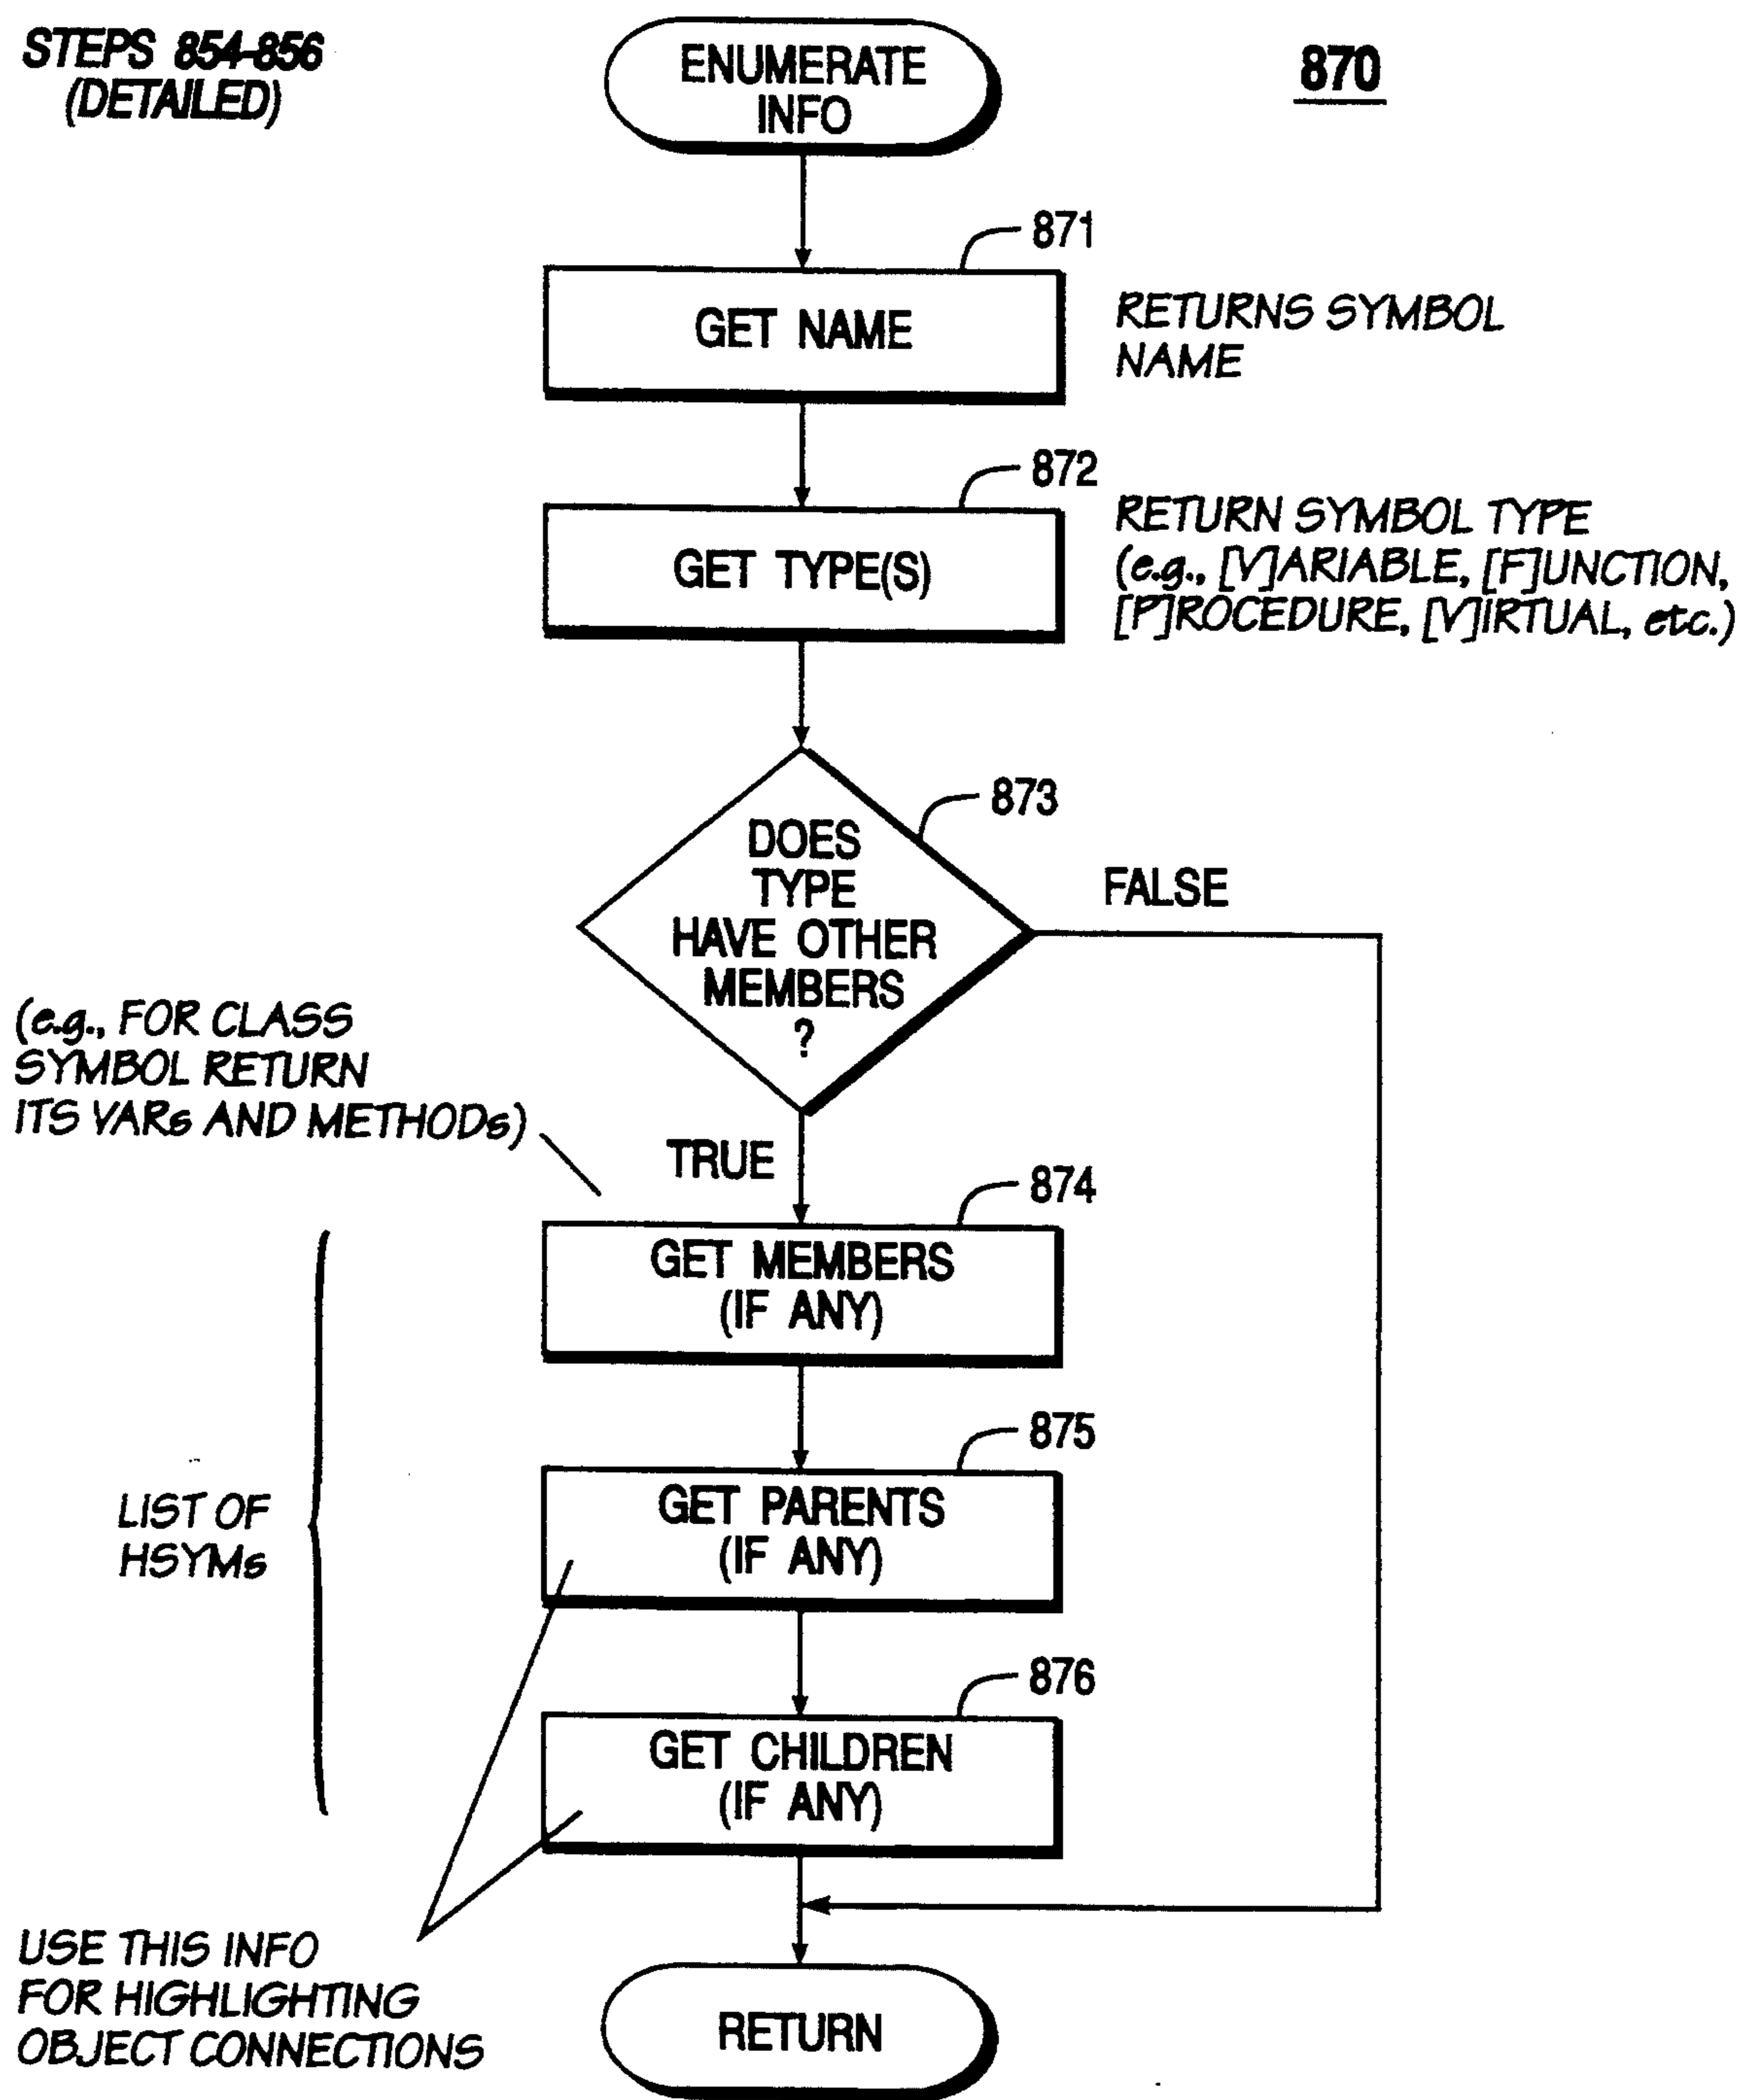 STEPS 854-856
(DETAILED)
ENUMERATE
INFO
870
871
GET NAME
RETURNS SYMBOL
NAME
872
GET TYPE(S)
RETURN SYMBOL TYPE
(e.g., [V]ARIABLE, [F]UNCTION,
[P]ROCEDURE, [V]IRTUAL, etc.)
873
DOES
TYPE
HAVE OTHER
MEMBERS
?
FALSE
(e.g., FOR CLASS
SYMBOL RETURN
ITS VARs AND METHODs)
TRUE
874
GET MEMBERS
(IF ANY)
875
GET PARENTS
(IF ANY)
LIST OF
HSYMs
876
GET CHILDREN
(IF ANY)
USE THIS INFO
FOR HIGHLIGHTING
OBJECT CONNECTIONS
RETURN